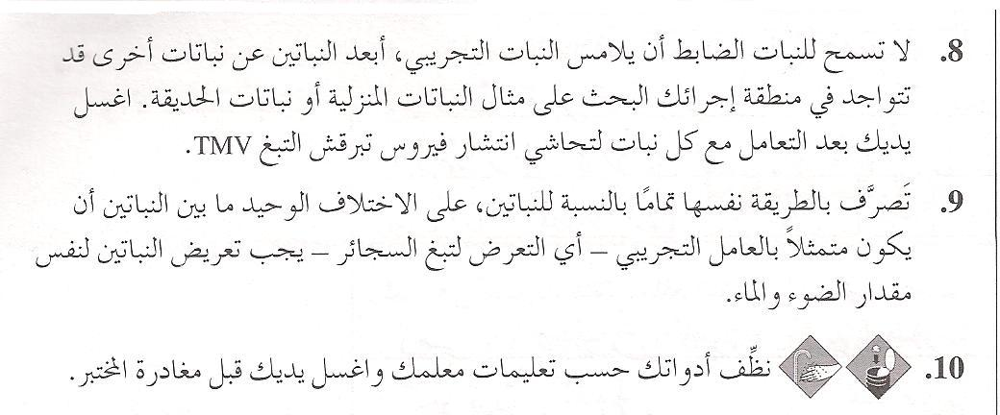 8. لا تسمح للنبات الضابط أن يلامس النبات التجريبي، أبعد النباتين عن نباتات أخرى قد
تتواجد في منطقة إجرائك البحث على مثال النباتات المنزلية أو نباتات الحديقة. اغسل
يديك بعد التعامل مع كل نبات لتحاشي انتشار فيروس تبرقش التبغ TMV.
9. تَصرَّف بالطريقة نفسها تمامًا بالنسبة للنباتين، على الاختلاف الوحيد ما بين النباتين أن
يكون متمثلاً بالعامل التجريبي – أي التعرض لتبغ السجائر – يجب تعريض النباتين لنفس
مقدار الضوء والماء.
10. نظِّف أدواتك حسب تعليمات معلمك واغسل يديك قبل مغادرة المختبر.